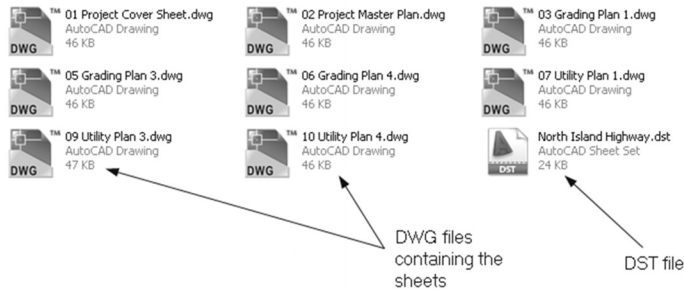 01 Project Cover Sheet.dwg
AutoCAD Drawing
46 KB
DWG
TM
02 Project Master Plan.dwg
AutoCAD Drawing
46 KB
DWG
TM
03 Grading Plan 1.dwg
AutoCAD Drawing
46 KB
DWG
TM
05 Grading Plan 3.dwg
AutoCAD Drawing
46 KB
DWG
TM
06 Grading Plan 4.dwg
AutoCAD Drawing
46 KB
DWG
TM
07 Utility Plan 1.dwg
AutoCAD Drawing
46 KB
DWG
TM
09 Utility Plan 3.dwg
AutoCAD Drawing
47 KB
DWG
TM
10 Utility Plan 4.dwg
AutoCAD Drawing
46 KB
DWG
TM
North Island Highway.dst
AutoCAD Sheet Set
24 KB
DST
DWG files
containing the
sheets
DST file